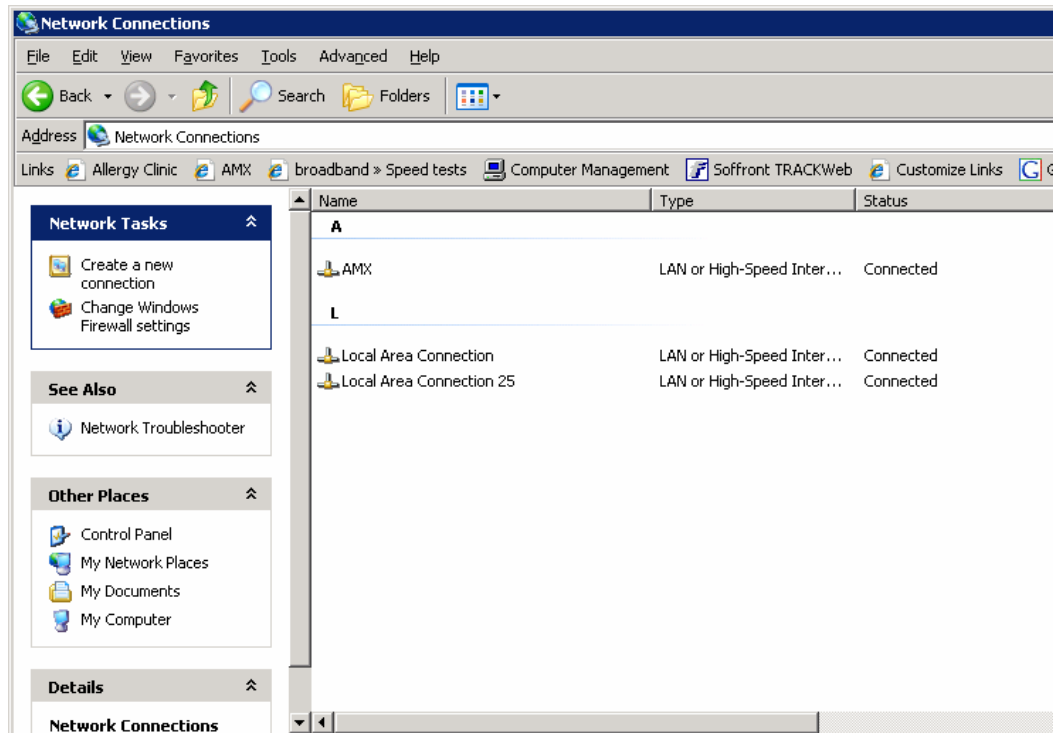 Network Connections
File Edit View Favorites Tools Advanced Help
Back Search Folders
Address Network Connections
Links Allergy Clinic AMX broadband » Speed tests Computer Management Soffront TRACKWeb Customize Links G
Network Tasks
Create a new
connection
Change Windows
Firewall settings
See Also
Network Troubleshooter
Other Places
Control Panel
My Network Places
My Documents
My Computer
Details
Network Connections
Name Type Status
A
AMX LAN or High-Speed Inter... Connected
L
Local Area Connection LAN or High-Speed Inter... Connected
Local Area Connection 25 LAN or High-Speed Inter... Connected